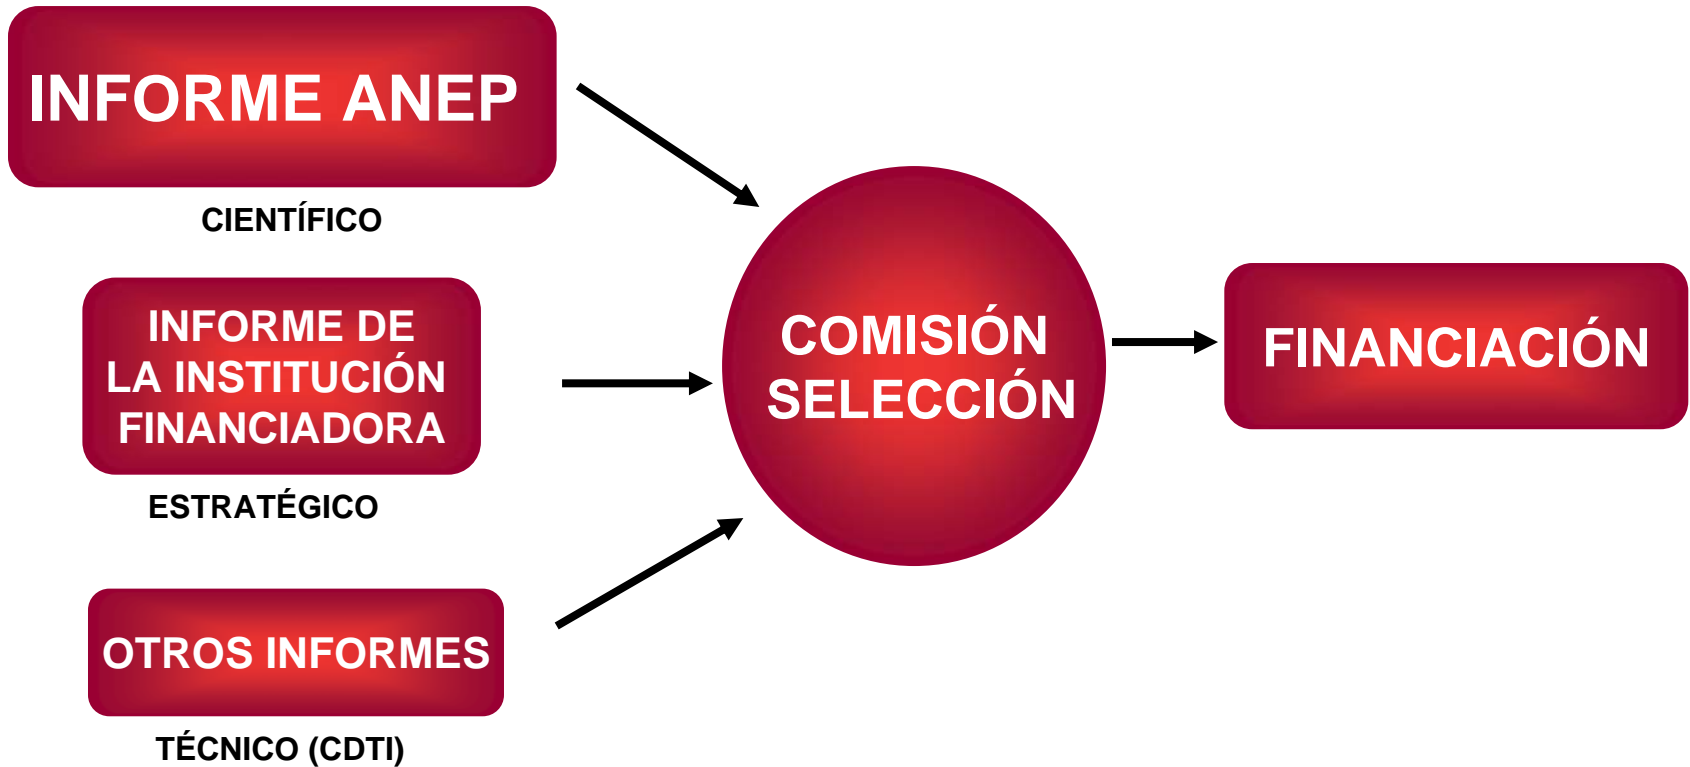 INFORME ANEP
CIENTÍFICO
INFORME DE
LA INSTITUCIÓN
FINANCIADORA
ESTRATÉGICO
OTROS INFORMES
TÉCNICO (CDTI)
COMISIÓN
SELECCIÓN
FINANCIACIÓN